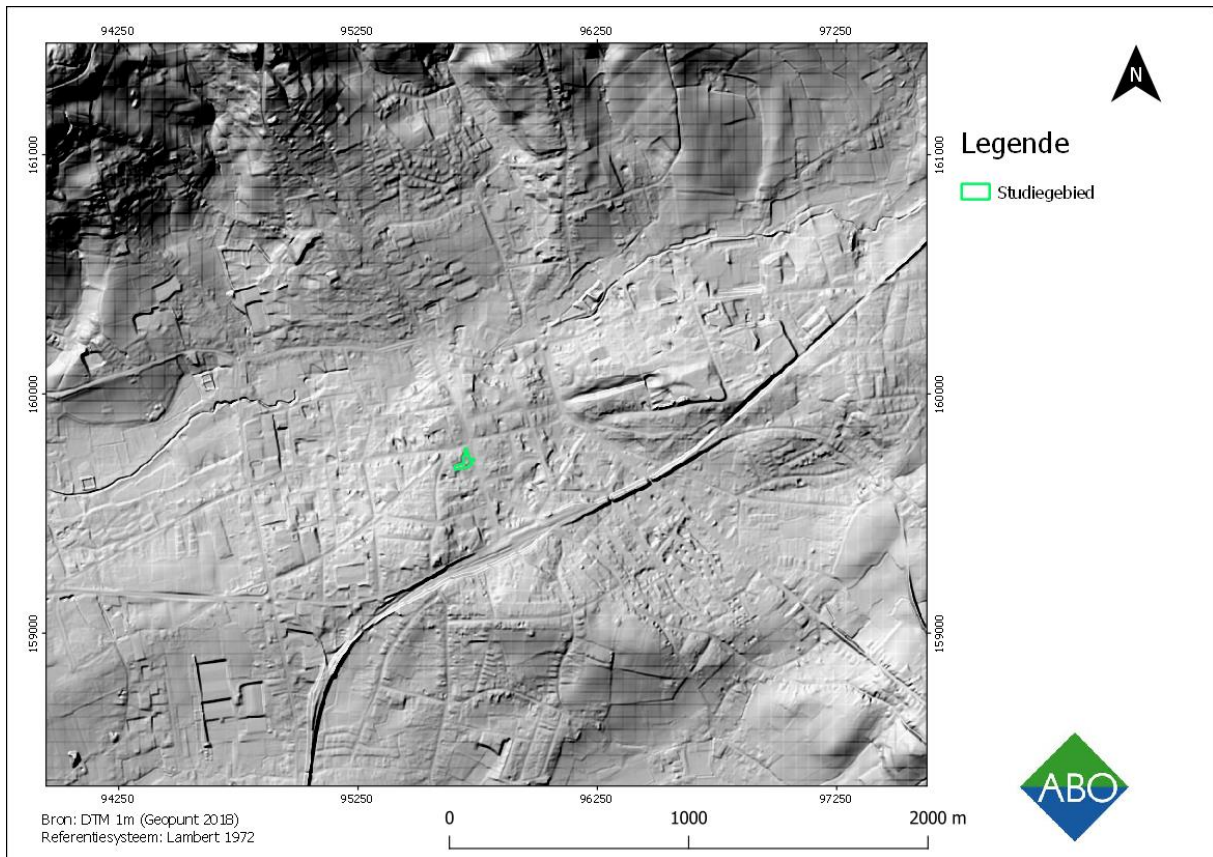 94250 95250 96250 97250
N
161000 161000
Legende
Studiegebied
160000 160000
159000 159000
94250 95250 96250 97250
ABO
Bron: DTM 1m (Geopunt 2018)
Referentiesysteem: Lambert 1972
0 1000 2000 m